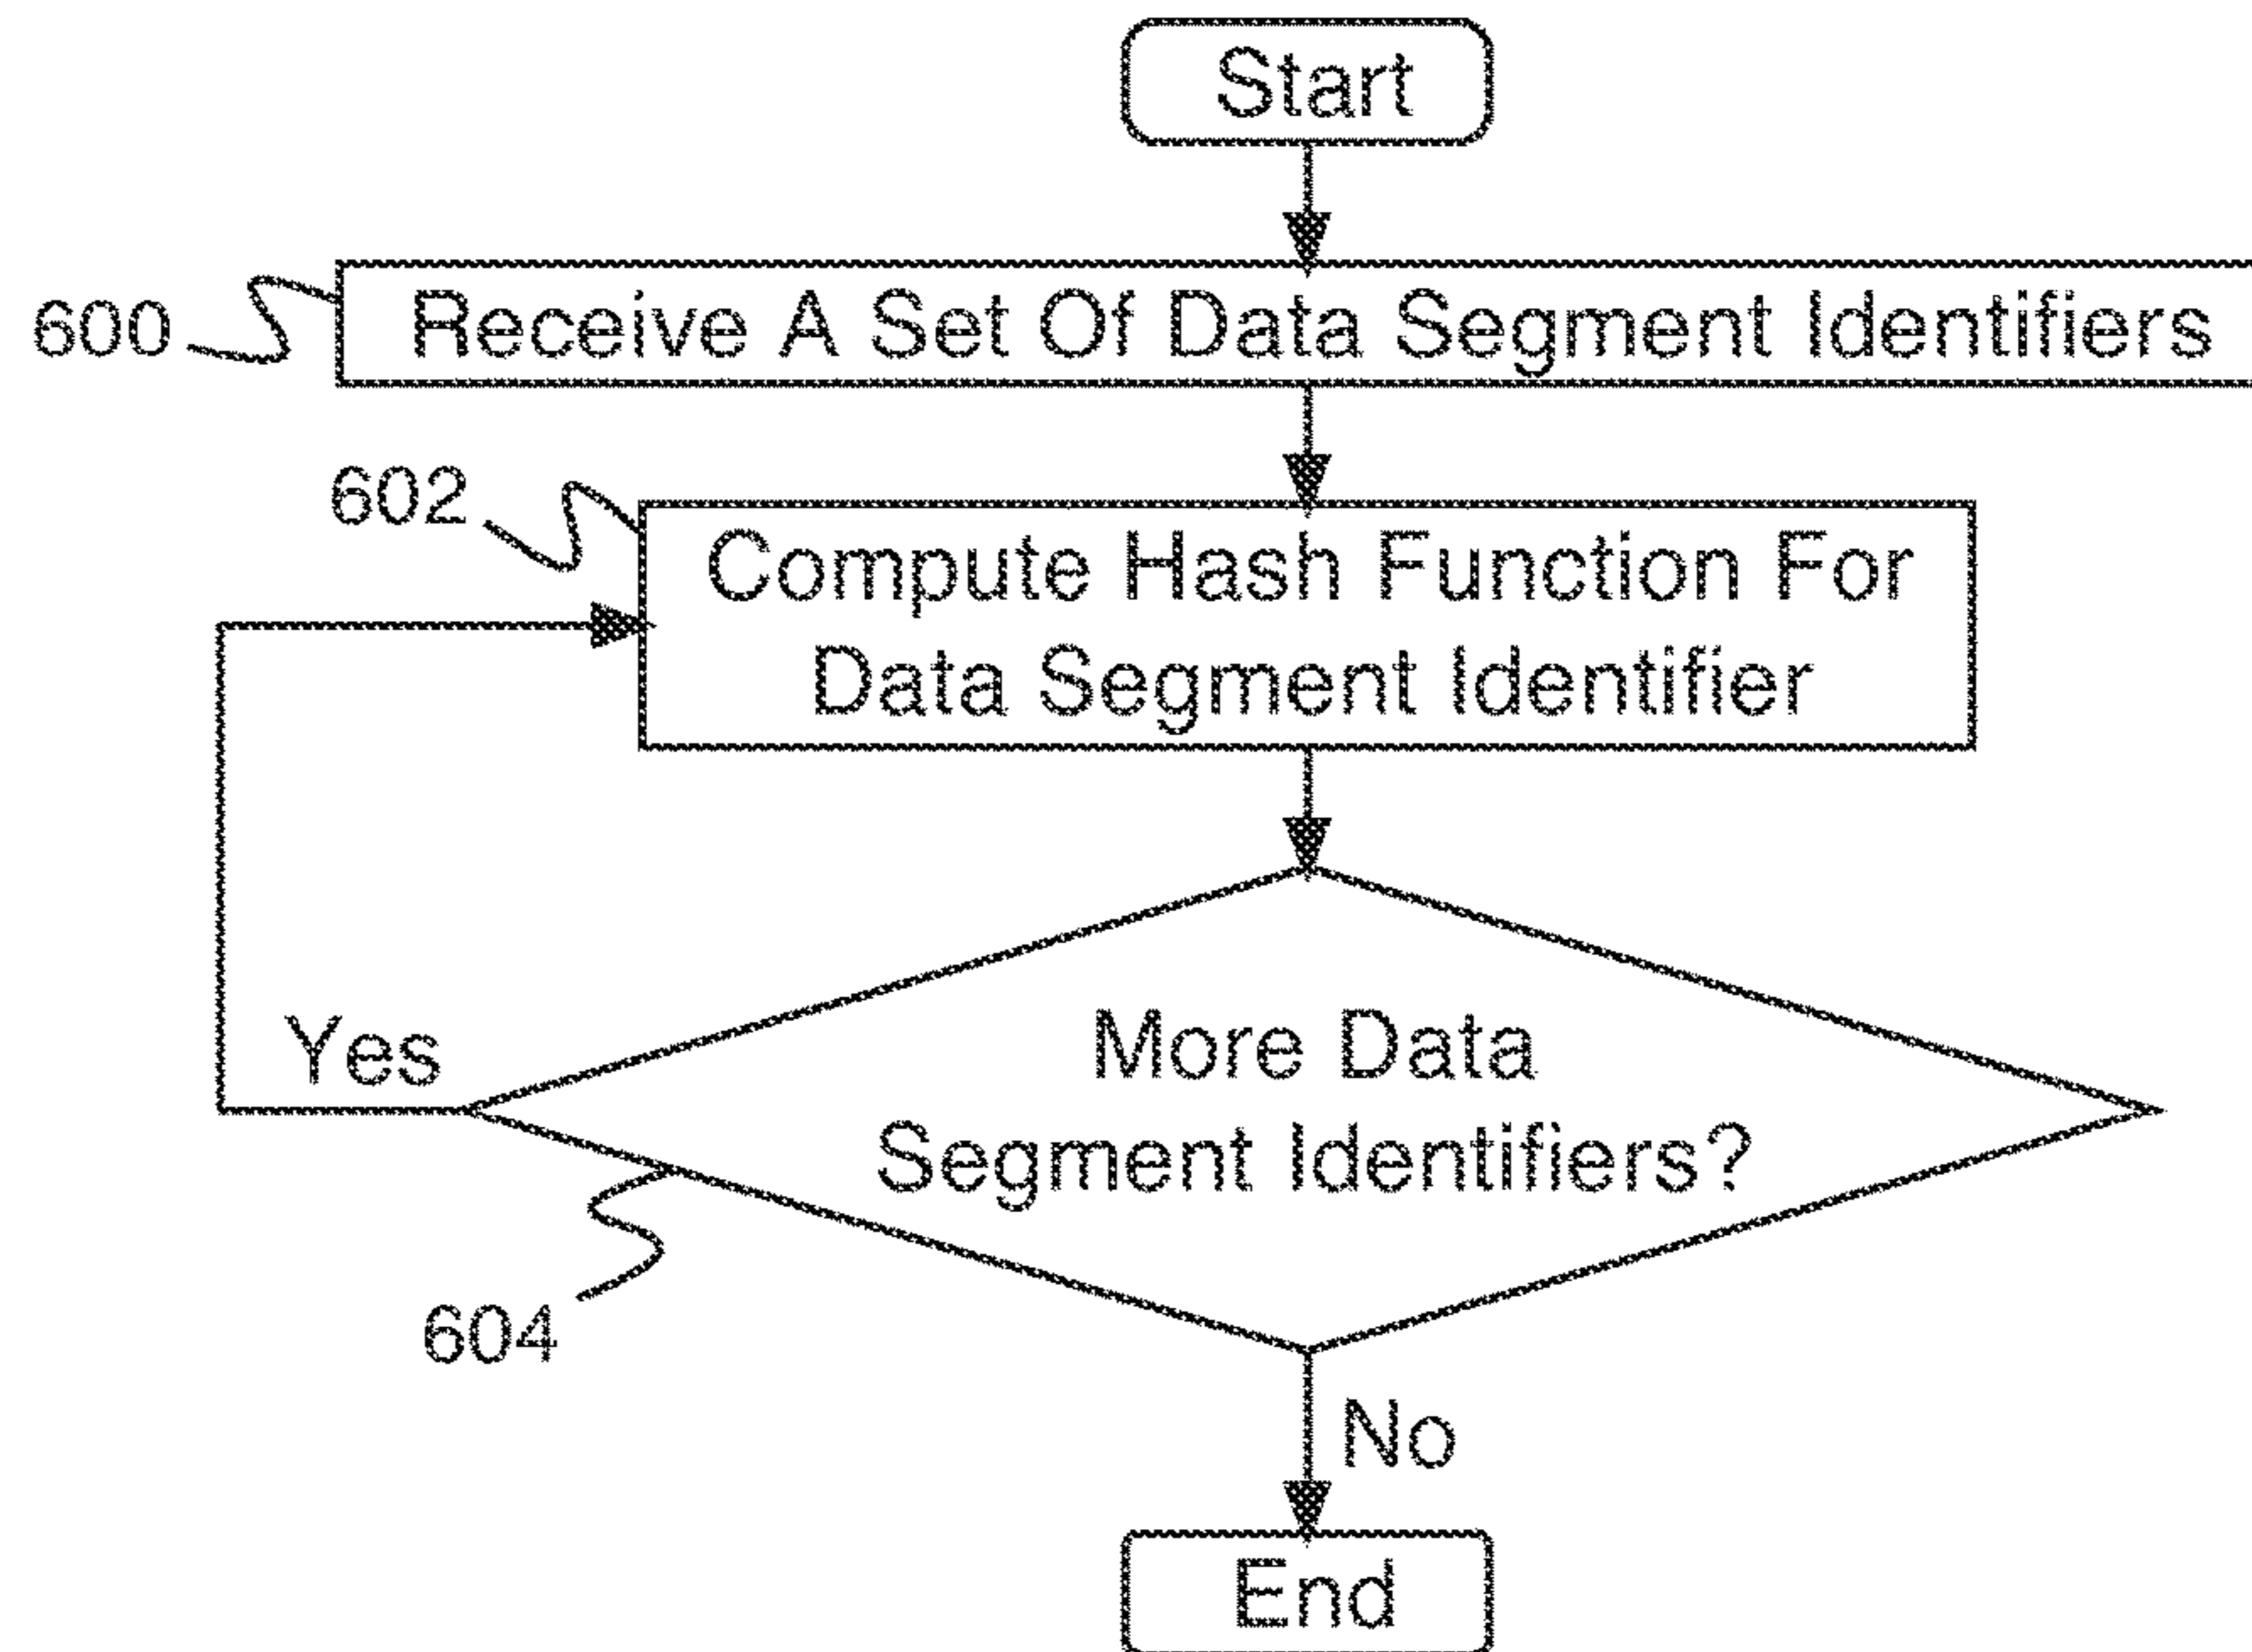 Start
600
Receive A Set Of Data Segment Identifiers
602
Compute Hash Function For
Data Segment Identifier
Yes
More Data
Segment Identifiers?
604
No
End